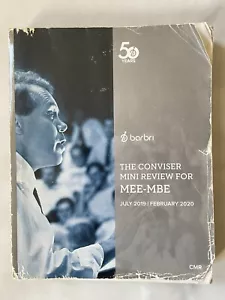 50
YEARS
barbri
THE CONVISER
MINI REVIEW FOR
MEE-MBE
JULY 2019 | FEBRUARY 2020
CMR